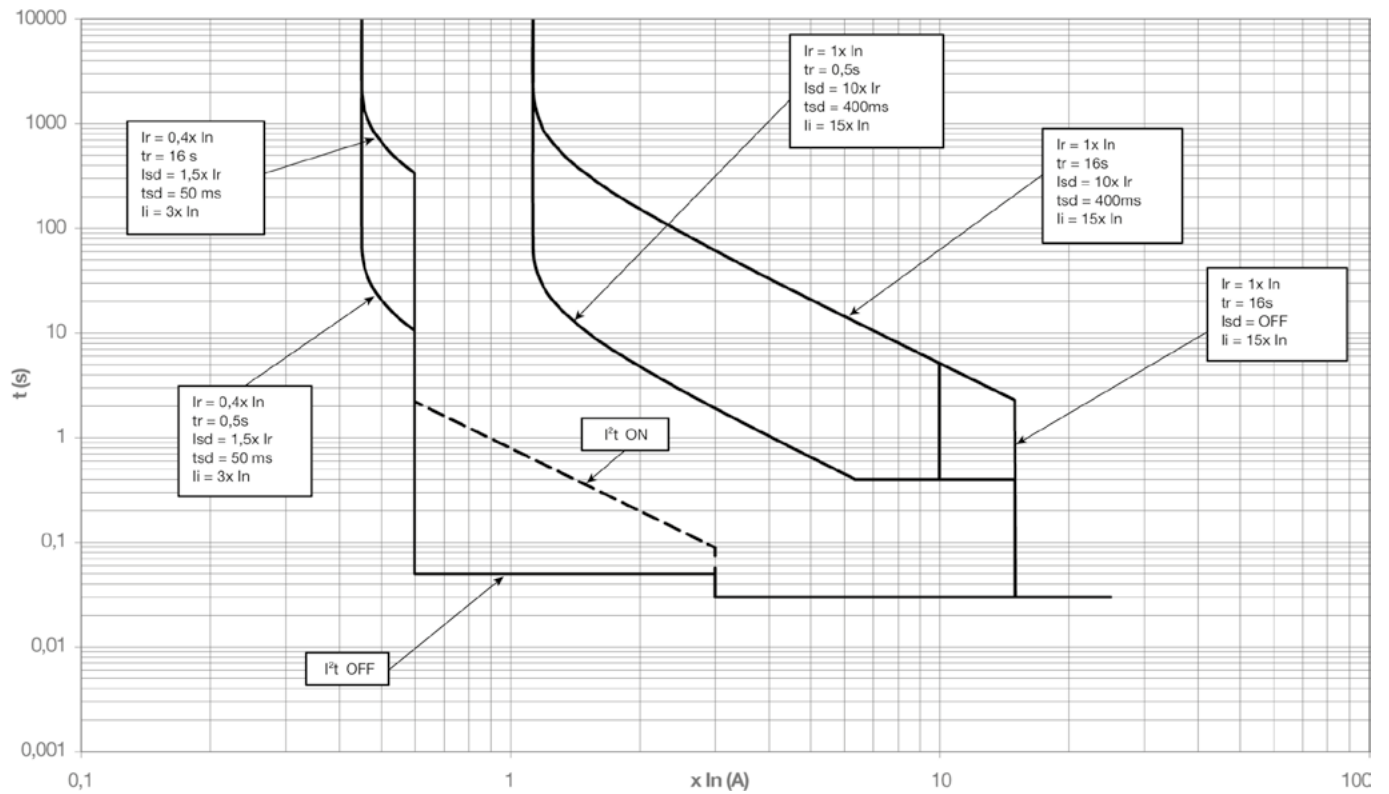 10000
1000
100
10
1
0,1
0,01
0,001
t (s)
0,1
1
10
100
x In (A)
Ir = 0,4x In
tr = 16 s
Isd = 1,5x Ir
tsd = 50 ms
Ii = 3x In
Ir = 1x In
tr = 0,5s
Isd = 10x Ir
tsd = 400ms
Ii = 15x In
Ir = 1x In
tr = 16s
Isd = 10x Ir
tsd = 400ms
Ii = 15x In
Ir = 1x In
tr = 16s
Isd = OFF
Ii = 15x In
Ir = 0,4x In
tr = 0,5s
Isd = 1,5x Ir
tsd = 50 ms
Ii = 3x In
I²t ON
I²t OFF